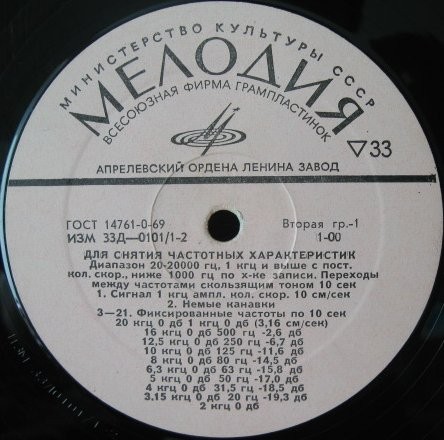 МИНИСТЕРСТВО КУЛЬТУРЫ СССР
МЕЛОДИЯ
ВСЕСОЮЗНАЯ ФИРМА ГРАМПЛАСТИНОК
▽33
АПРЕЛЕВСКИЙ ОРДЕНА ЛЕНИНА ЗАВОД
ГОСТ 14761-0-69 Вторая гр.-1
ИЗМ 33Д—0101/1-2 1-00
ДЛЯ СНЯТИЯ ЧАСТОТНЫХ ХАРАКТЕРИСТИК
Диапазон 20-20000 гц, 1 кгц и выше с пост.
кол. скор., ниже 1000 гц по х-ке записи. Переходы
между частотами скользящим тоном 10 сек
1. Сигнал 1 кгц ампл. кол. скор. 10 см/сек
2. Немые канавки
3—21. Фиксированные частоты по 10 сек
20 кгц 0 дб 1 кгц 0 дб (3,16 см/сек)
16 кгц 0 дб 500 гц -2,6 дб
12,5 кгц 0 дб 250 гц -6,7 дб
10 кгц 0 дб 125 гц -11,6 дб
8 кгц 0 дб 80 гц -14,5 дб
6,3 кгц 0 дб 63 гц -15,8 дб
5 кгц 0 дб 50 гц -17,0 дб
4 кгц 0 дб 31,5 гц -18,5 дб
3,15 кгц 0 дб 20 гц -19,3 дб
2 кгц 0 дб